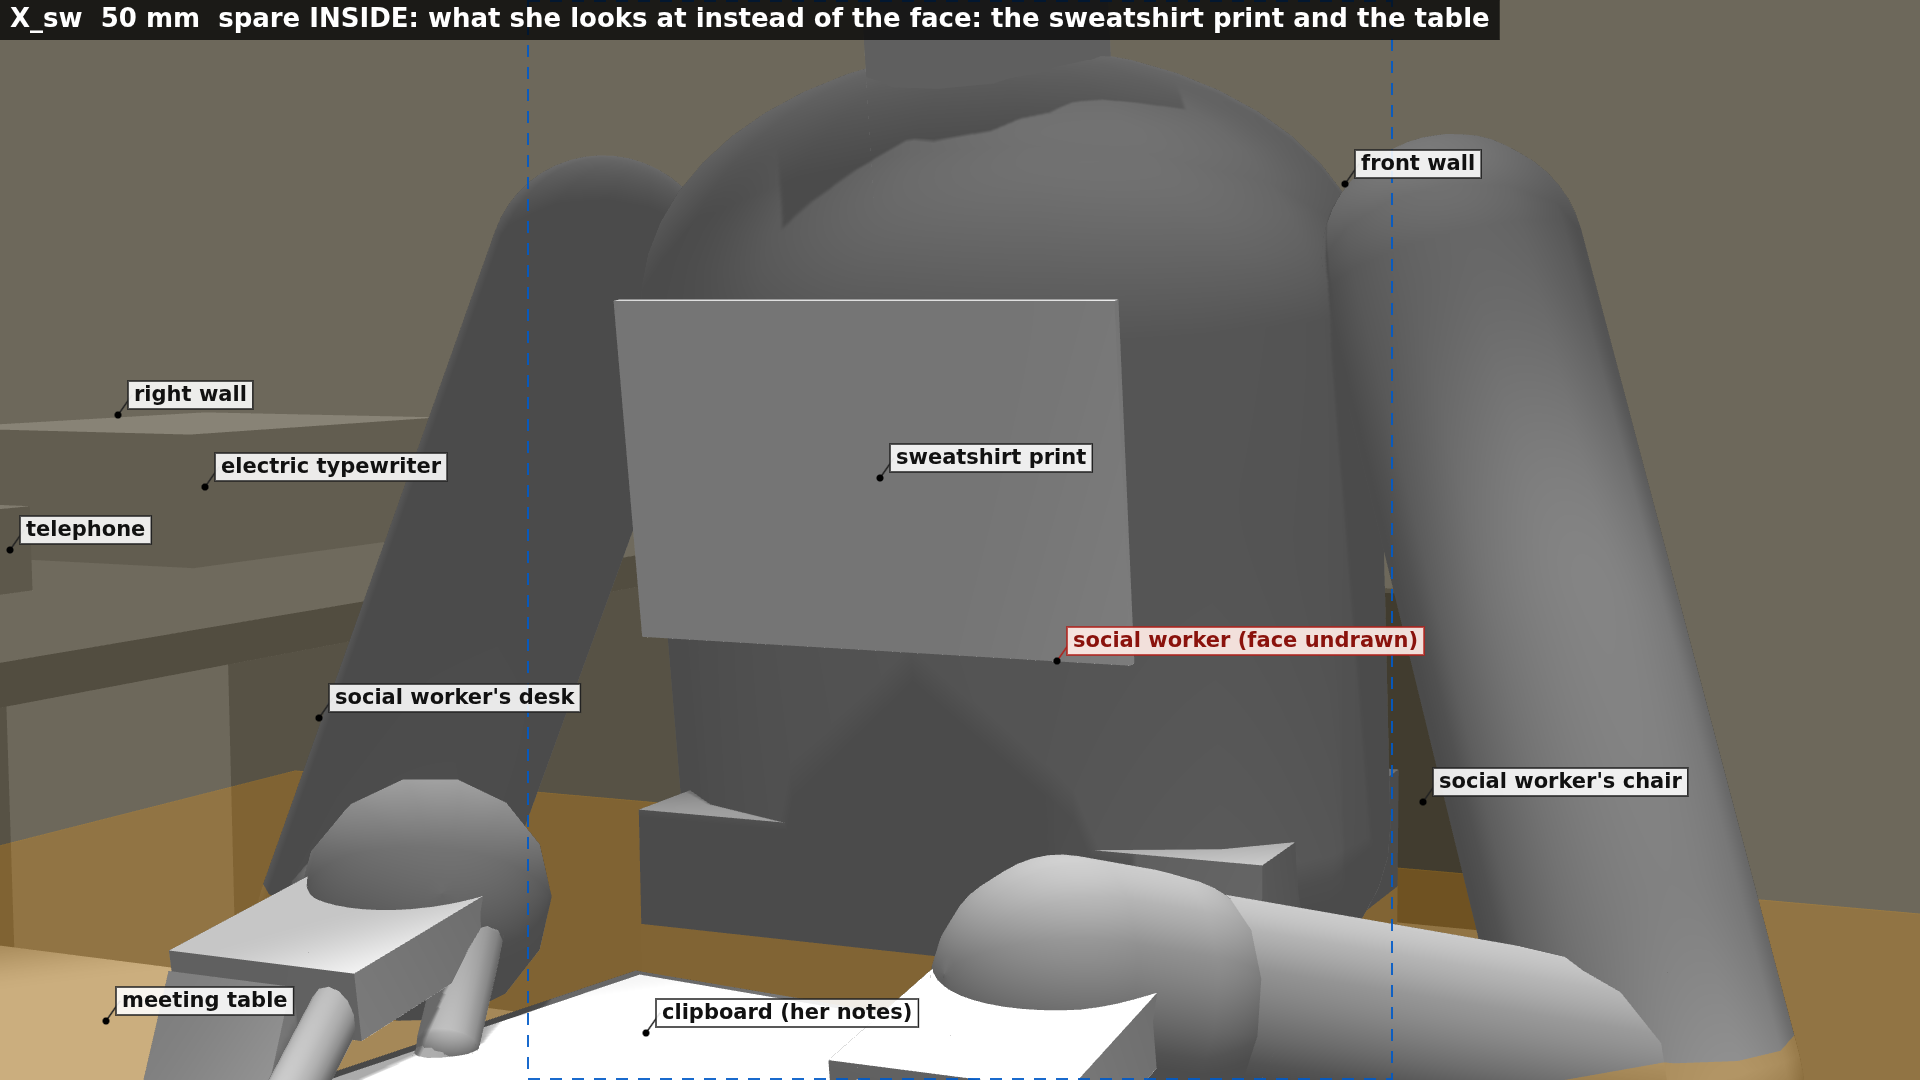 X_sw 50 mm spare INSIDE: what she looks at instead of the face: the sweatshirt print and the table
front wall
right wall
electric typewriter
sweatshirt print
telephone
social worker (face undrawn)
social worker's desk
social worker's chair
meeting table
clipboard (her notes)